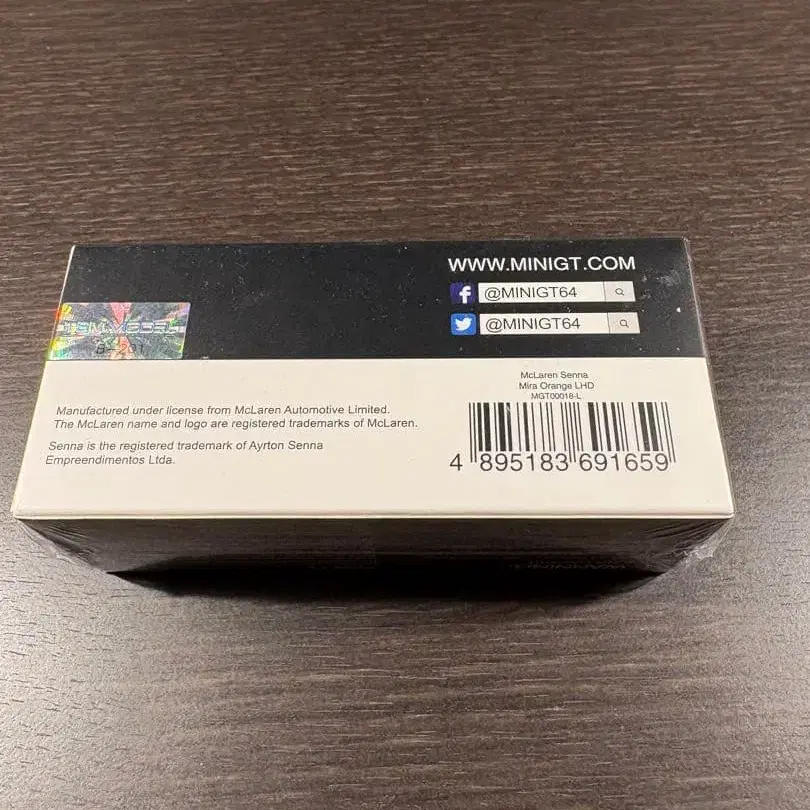 WWW.MINIGT.COM
f @MINIGT64
@MINIGT64
McLaren Senna
Mira Orange LHD
MGT00018-L
Manufactured under license from McLaren Automotive Limited.
The McLaren name and logo are registered trademarks of McLaren.
Senna is the registered trademark of Ayrton Senna
Empreendimentos Ltda.
4 895183 691659